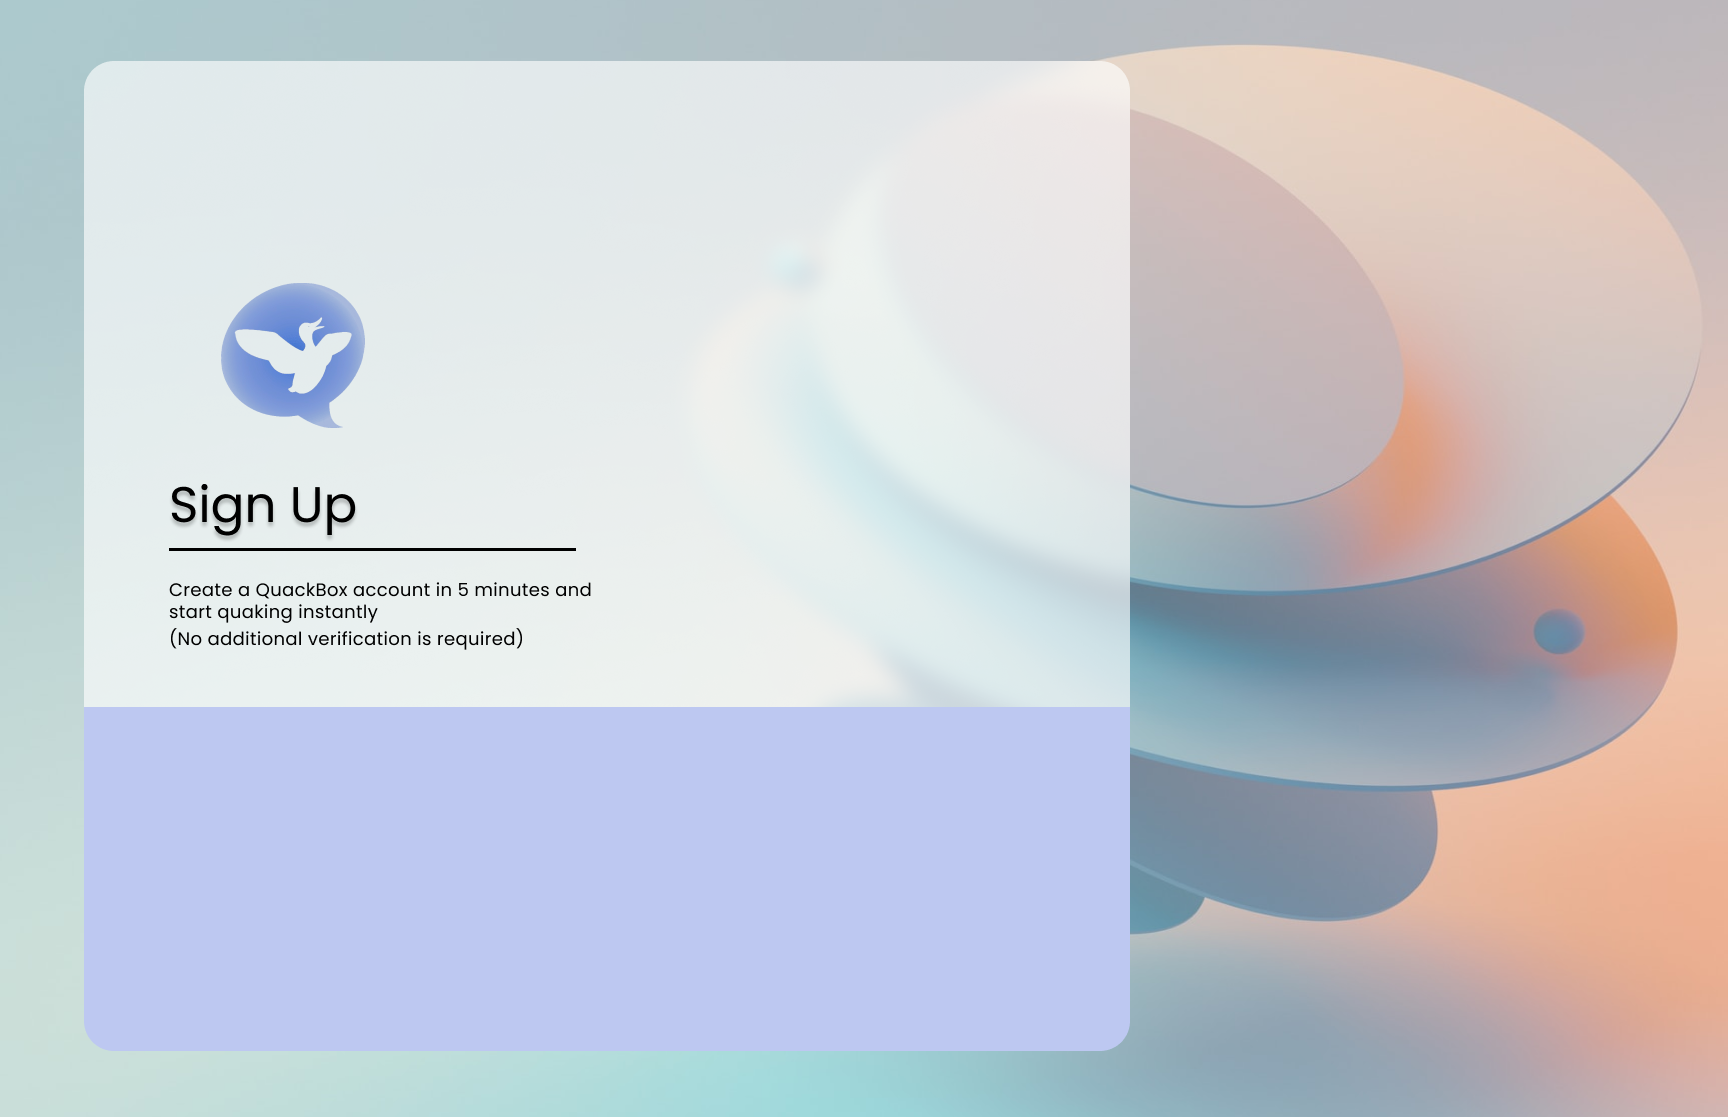 Sign Up
Create a QuackBox account in 5 minutes and
start quaking instantly
(No additional verification is required)